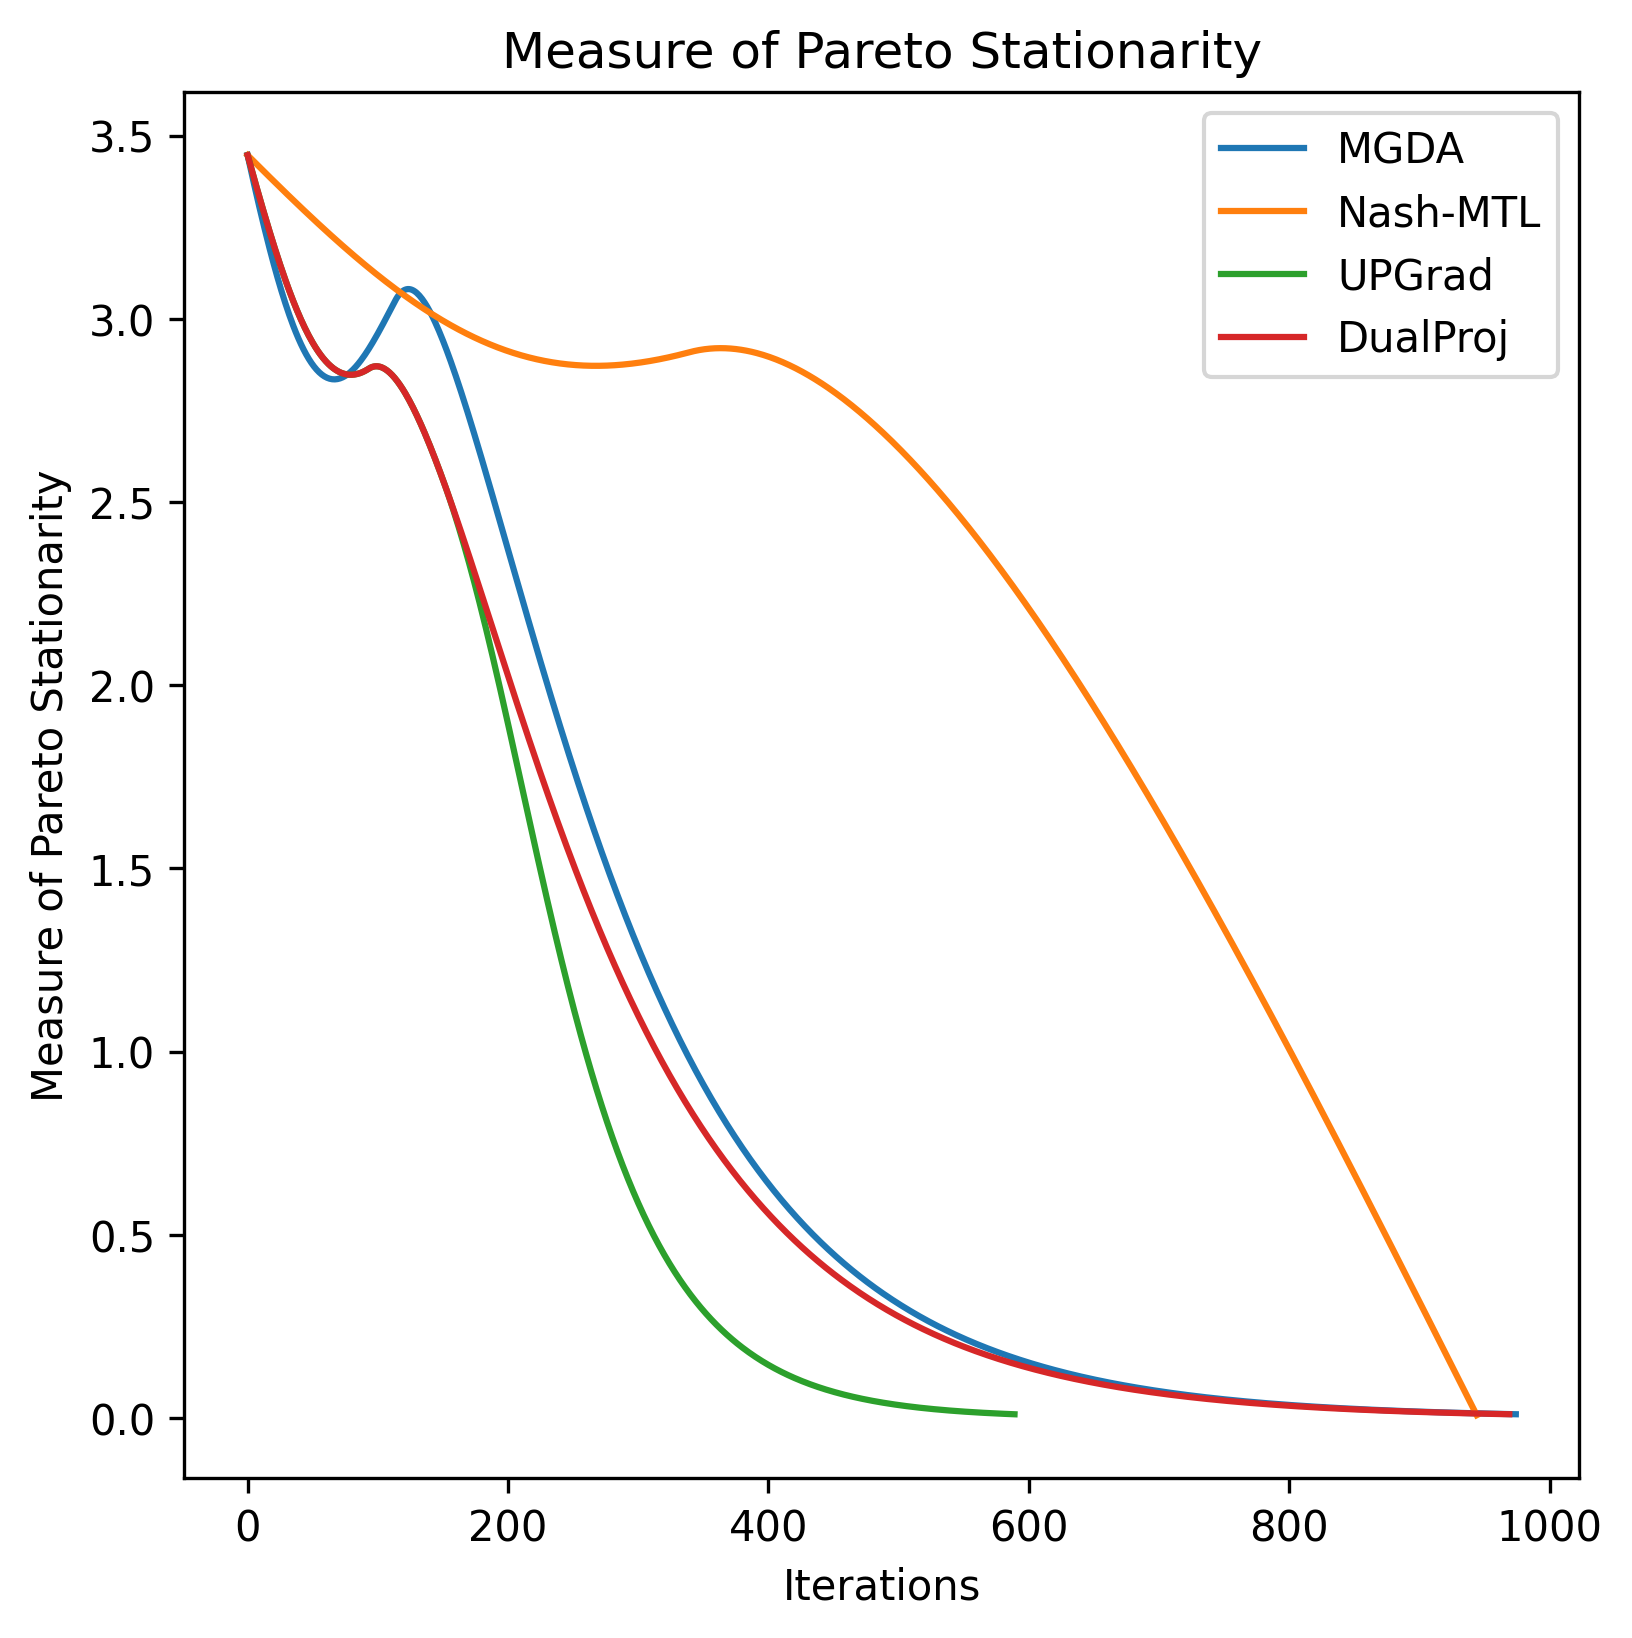 Measure of Pareto Stationarity
MGDA
Nash-MTL
UPGrad
DualProj
Measure of Pareto Stationarity
3.5
3.0
2.5
2.0
1.5
1.0
0.5
0.0
0 200 400 600 800 1000
Iterations